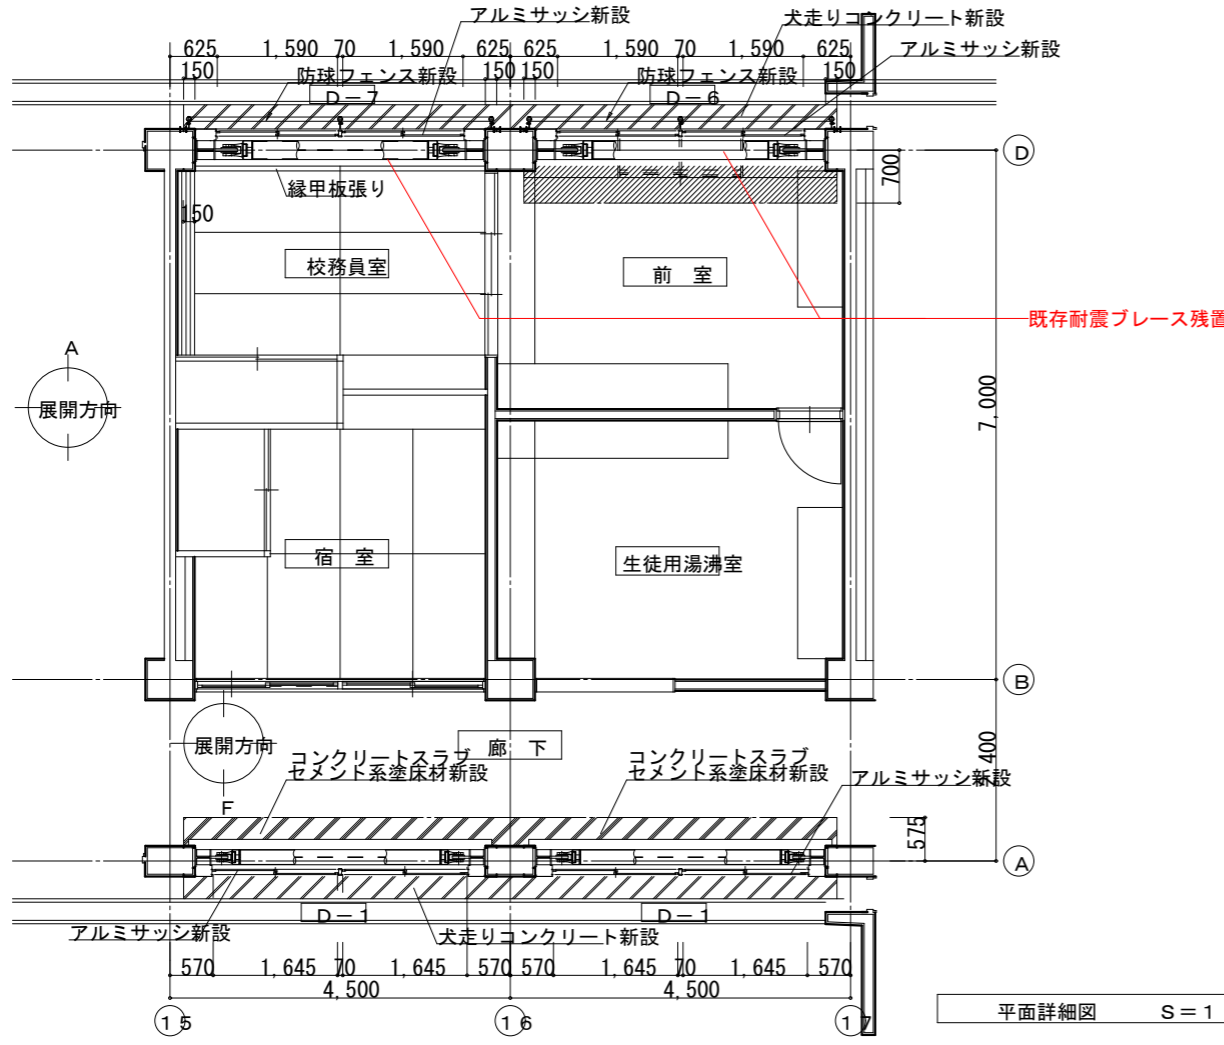 アルミサッシ新設
犬走りコンクリート新設
アルミサッシ新設
625 1,590 70 1,590 625 625 1,590 70 1,590 625
150 150 150 150
防球フェンス新設
防球フェンス新設
D－7
D－6
D
縁甲板張り
700
150
校務員室
前 室
既存耐震ブレース残置
A
展開方向
7,000
宿 室
生徒用湯沸室
B
展開方向
F
廊 下
コンクリートスラブ
セメント系塗床材新設
コンクリートスラブ
セメント系塗床材新設
アルミサッシ新設
400
575
A
D－1
D－1
アルミサッシ新設
犬走りコンクリート新設
570 1,645 70 1,645 570 570 1,645 70 1,645 570
4,500
4,500
15
16
17
平面詳細図 S＝1